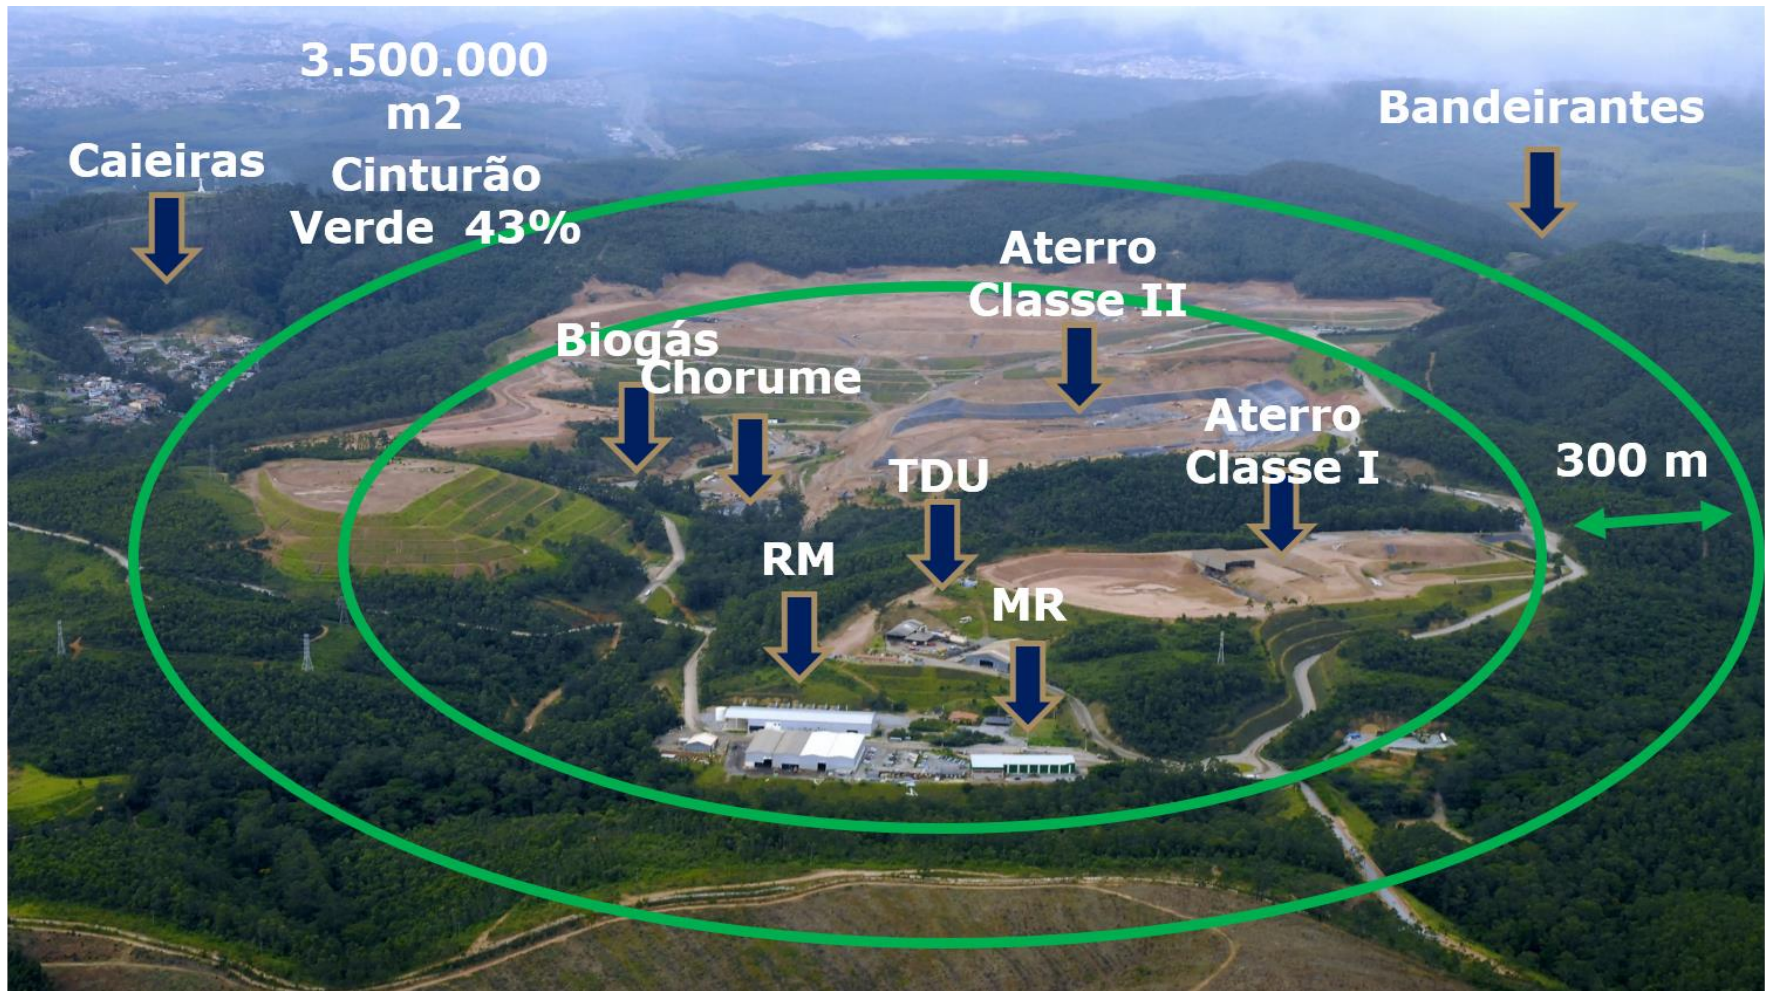 3.500.000
m2
Cinturão
Verde 43%
Caieiras
Bandeirantes
Aterro
Classe II
Biogás
Chorume
Aterro
Classe I
300 m
TDU
RM
MR